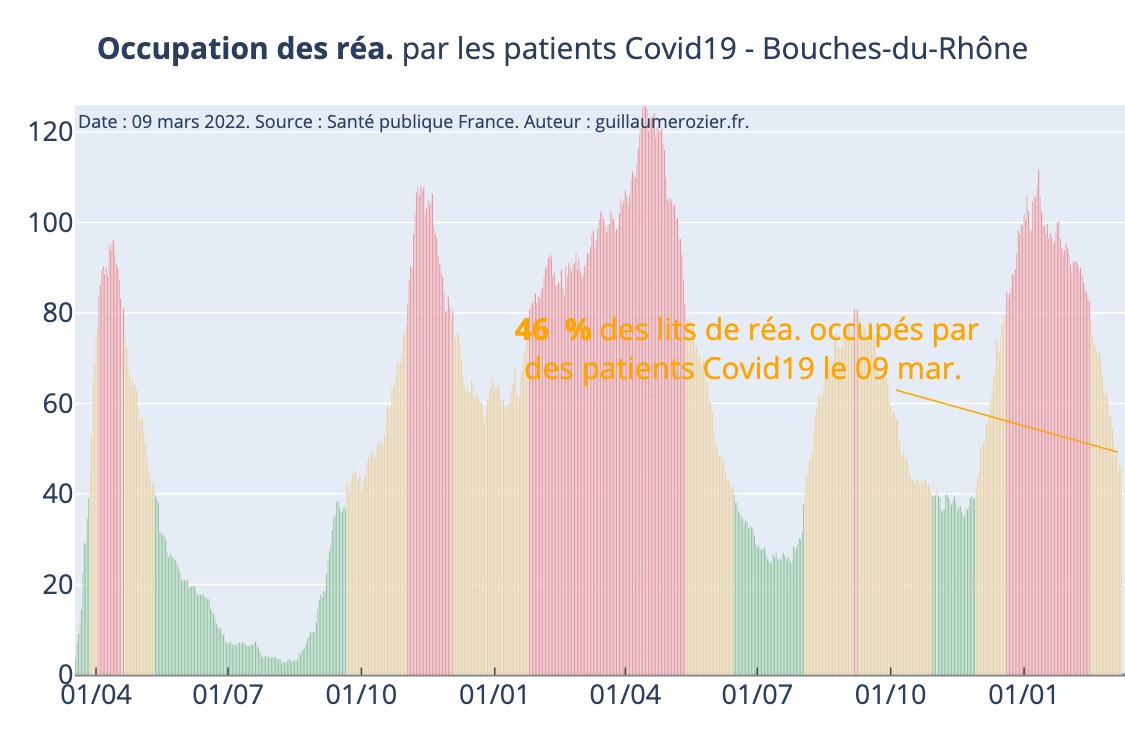 Occupation des réa. par les patients Covid19 - Bouches-du-Rhône
Date : 09 mars 2022. Source : Santé publique France. Auteur : guillaumerozier.fr.
120
100
80
60
40
20
0
46 % des lits de réa. occupés par
des patients Covid19 le 09 mar.
01/04 01/07 01/10 01/01 01/04 01/07 01/10 01/01